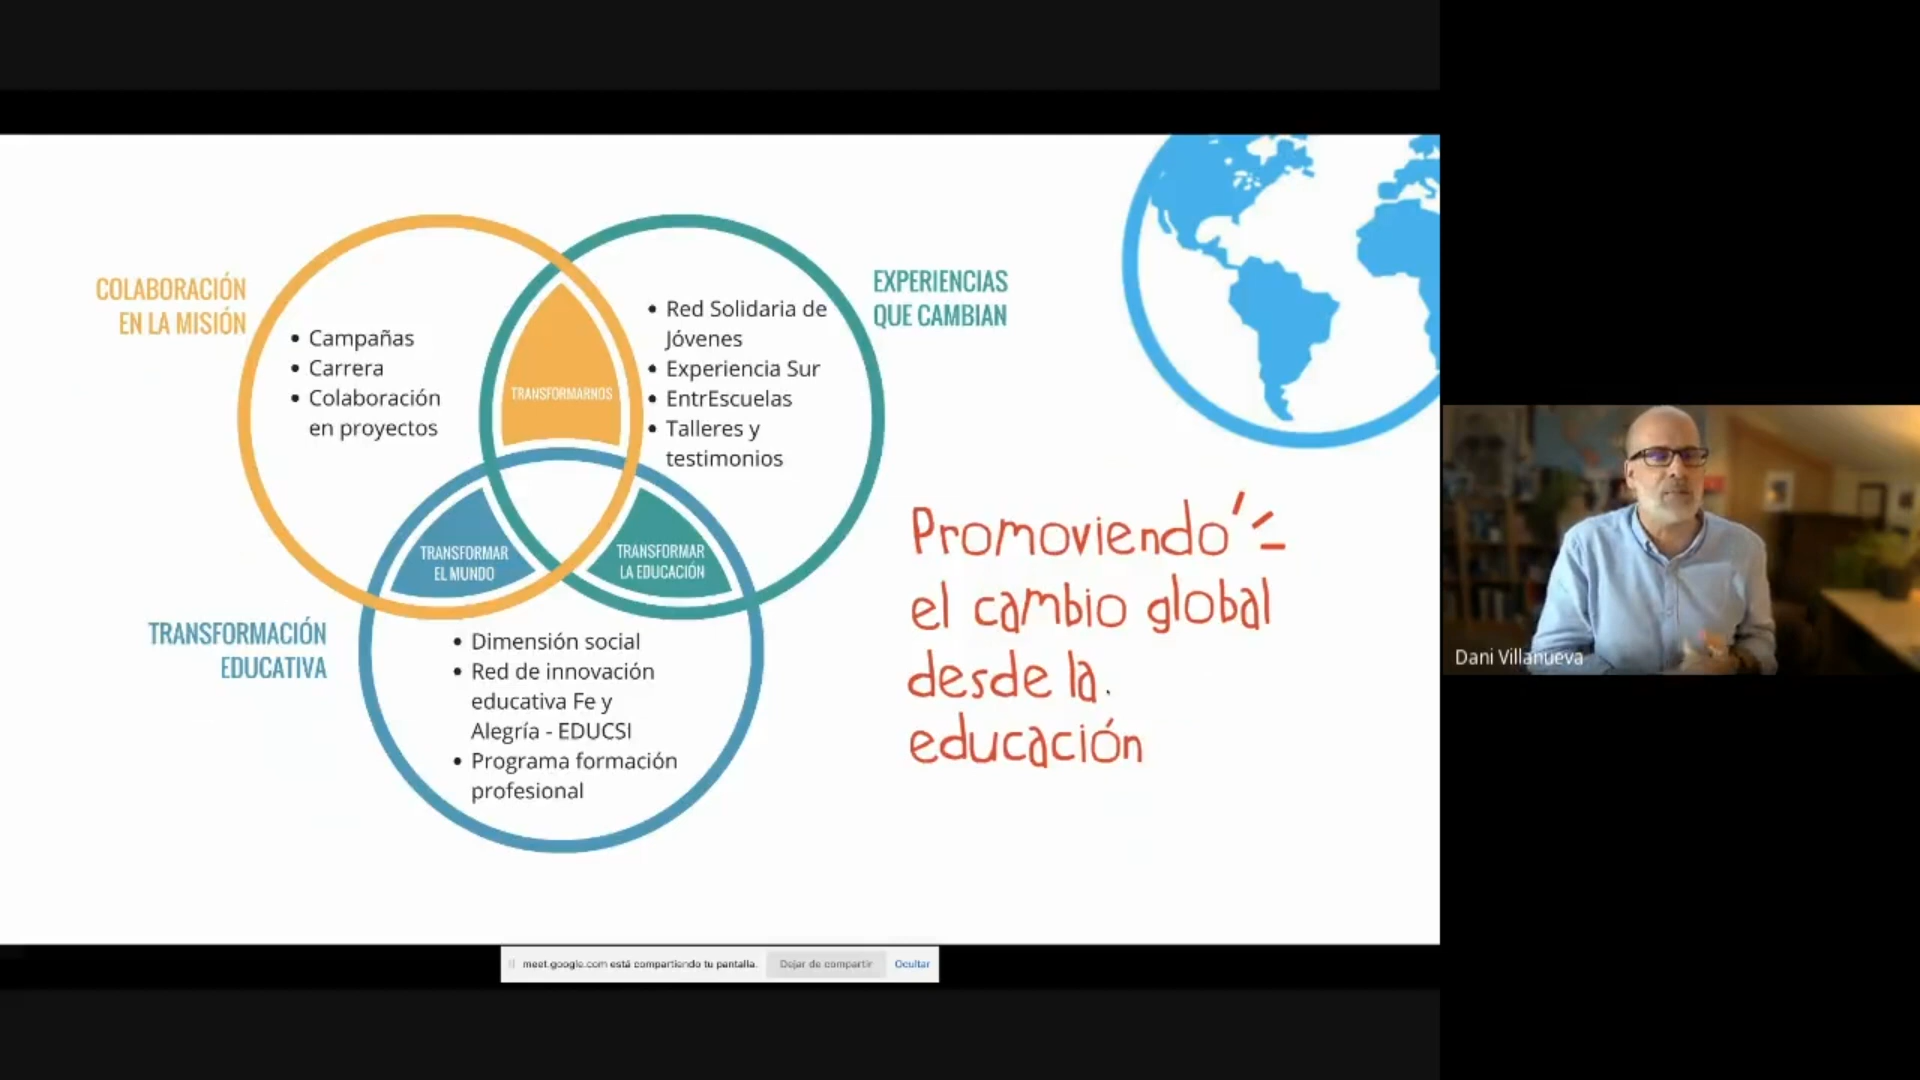 COLABORACIÓN
EN LA MISIÓN
Campañas
Carrera
Colaboración
en proyectos
TRANSFORMARNOS
Red Solidaria de
Jóvenes
Experiencia Sur
EntrEscuelas
Talleres y
testimonios
EXPERIENCIAS
QUE CAMBIAN
TRANSFORMAR
EL MUNDO
TRANSFORMAR
LA EDUCACIÓN
TRANSFORMACIÓN
EDUCATIVA
Dimensión social
Red de innovación
educativa Fe y
Alegría - EDUCSI
Programa formación
profesional
Promoviendo
el cambio global
desde la
educación
Dani Villanueva
meet.google.com está compartiendo tu pantalla. Dejar de compartir Ocultar